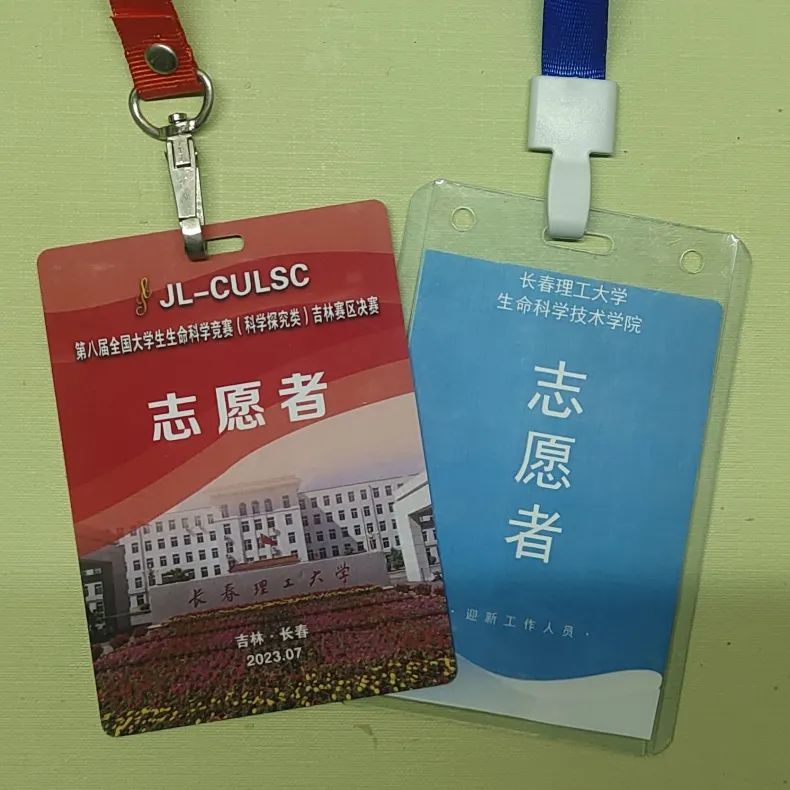 JL-CULSC
第八届全国大学生生命科学竞赛（科学探究类）吉林赛区决赛
志愿者
长春理工大学
吉林·长春
2023.07
长春理工大学
生命科学技术学院
志愿者
·迎新工作人员·